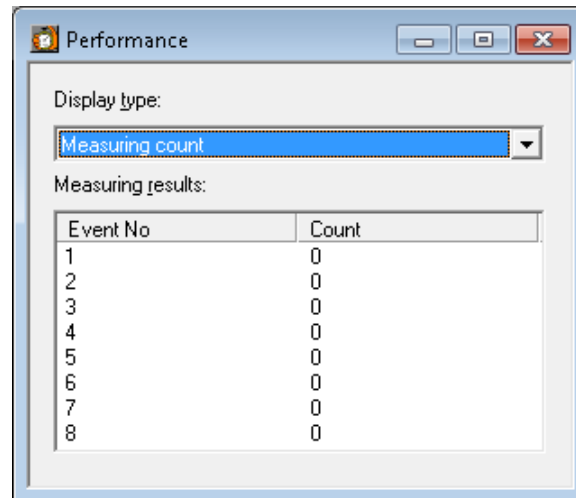 Performance
Display type:
Measuring count
Measuring results:
Event No Count
1 0
2 0
3 0
4 0
5 0
6 0
7 0
8 0